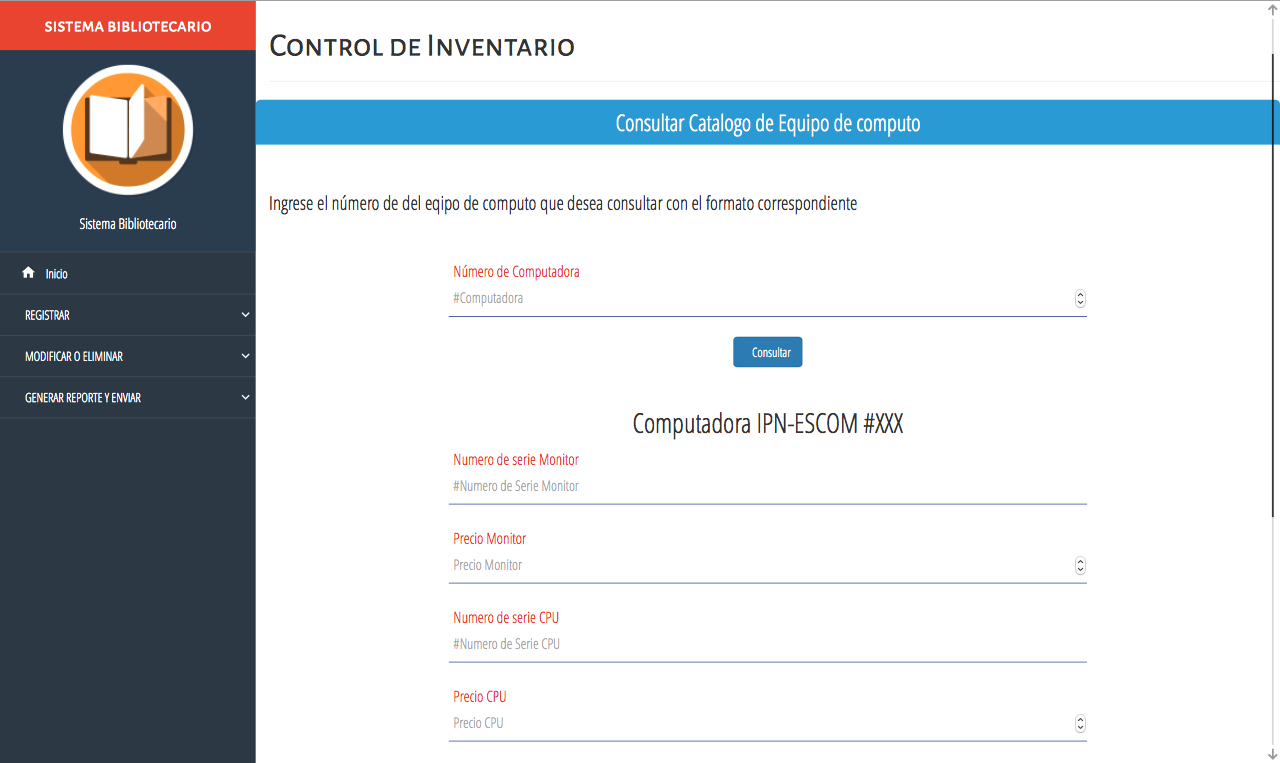 SISTEMA BIBLIOTECARIO
Sistema Bibliotecario
Inicio
REGISTRAR
MODIFICAR O ELIMINAR
GENERAR REPORTE Y ENVIAR
Control de Inventario
Consultar Catalogo de Equipo de computo
Ingrese el número de del eqipo de computo que desea consultar con el formato correspondiente
Número de Computadora
#Computadora
Consultar
Computadora IPN-ESCOM #XXX
Numero de serie Monitor
#Numero de Serie Monitor
Precio Monitor
Precio Monitor
Numero de serie CPU
#Numero de Serie CPU
Precio CPU
Precio CPU